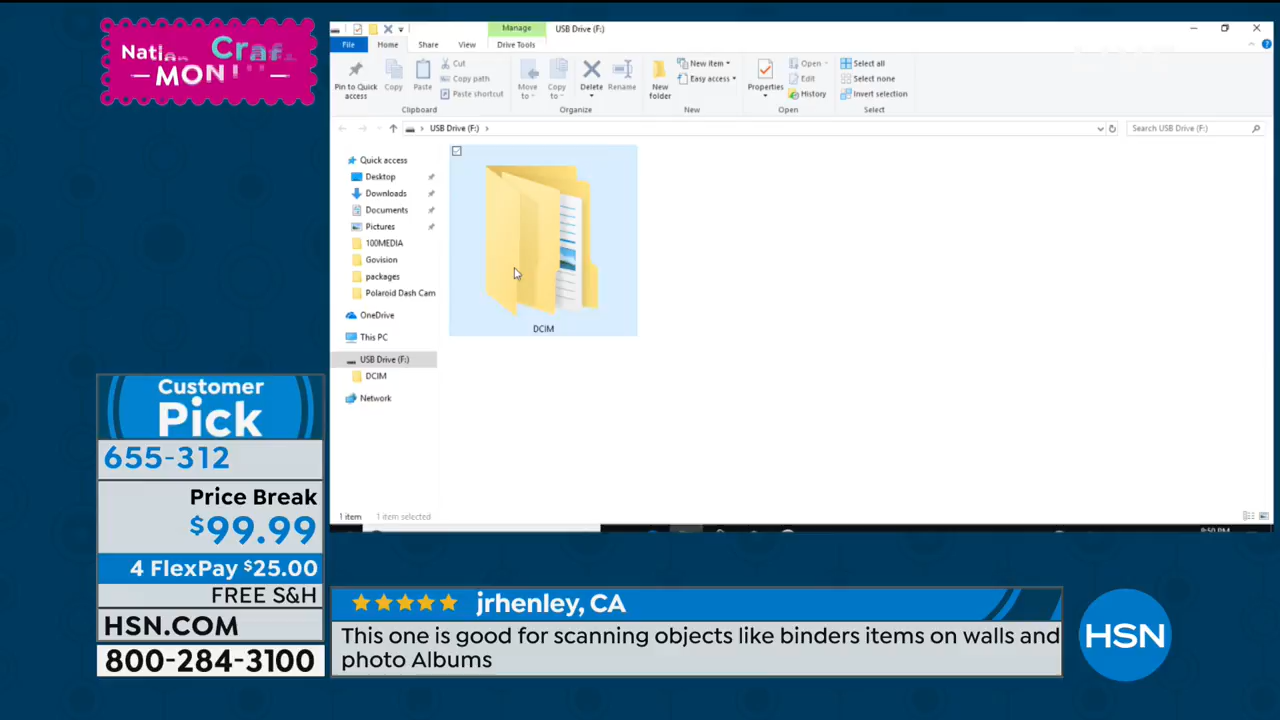 Craf
MON
Manage
USB Drive (F:)
File
Home
Share
View
Drive Tools
Pin to Quick access
Copy
Paste
Cut
Copy path
Paste shortcut
Clipboard
Move to
Copy to
Delete
Rename
Organize
New folder
New item
Easy access
New
Properties
Open
Edit
History
Open
Select all
Select none
Invert selection
Select
USB Drive (F:)
Search USB Drive (F:)
Quick access
Desktop
Downloads
Documents
Pictures
100MEDIA
Govision
packages
Polaroid Dash Cam
OneDrive
This PC
USB Drive (F:)
DCIM
Network
DCIM
1 item
1 item selected
Customer
Pick
655-312
Price Break
$99.99
4 FlexPay $25.00
FREE S&H
HSN.COM
800-284-3100
jrhenley, CA
This one is good for scanning objects like binders items on walls and
photo Albums
HSN